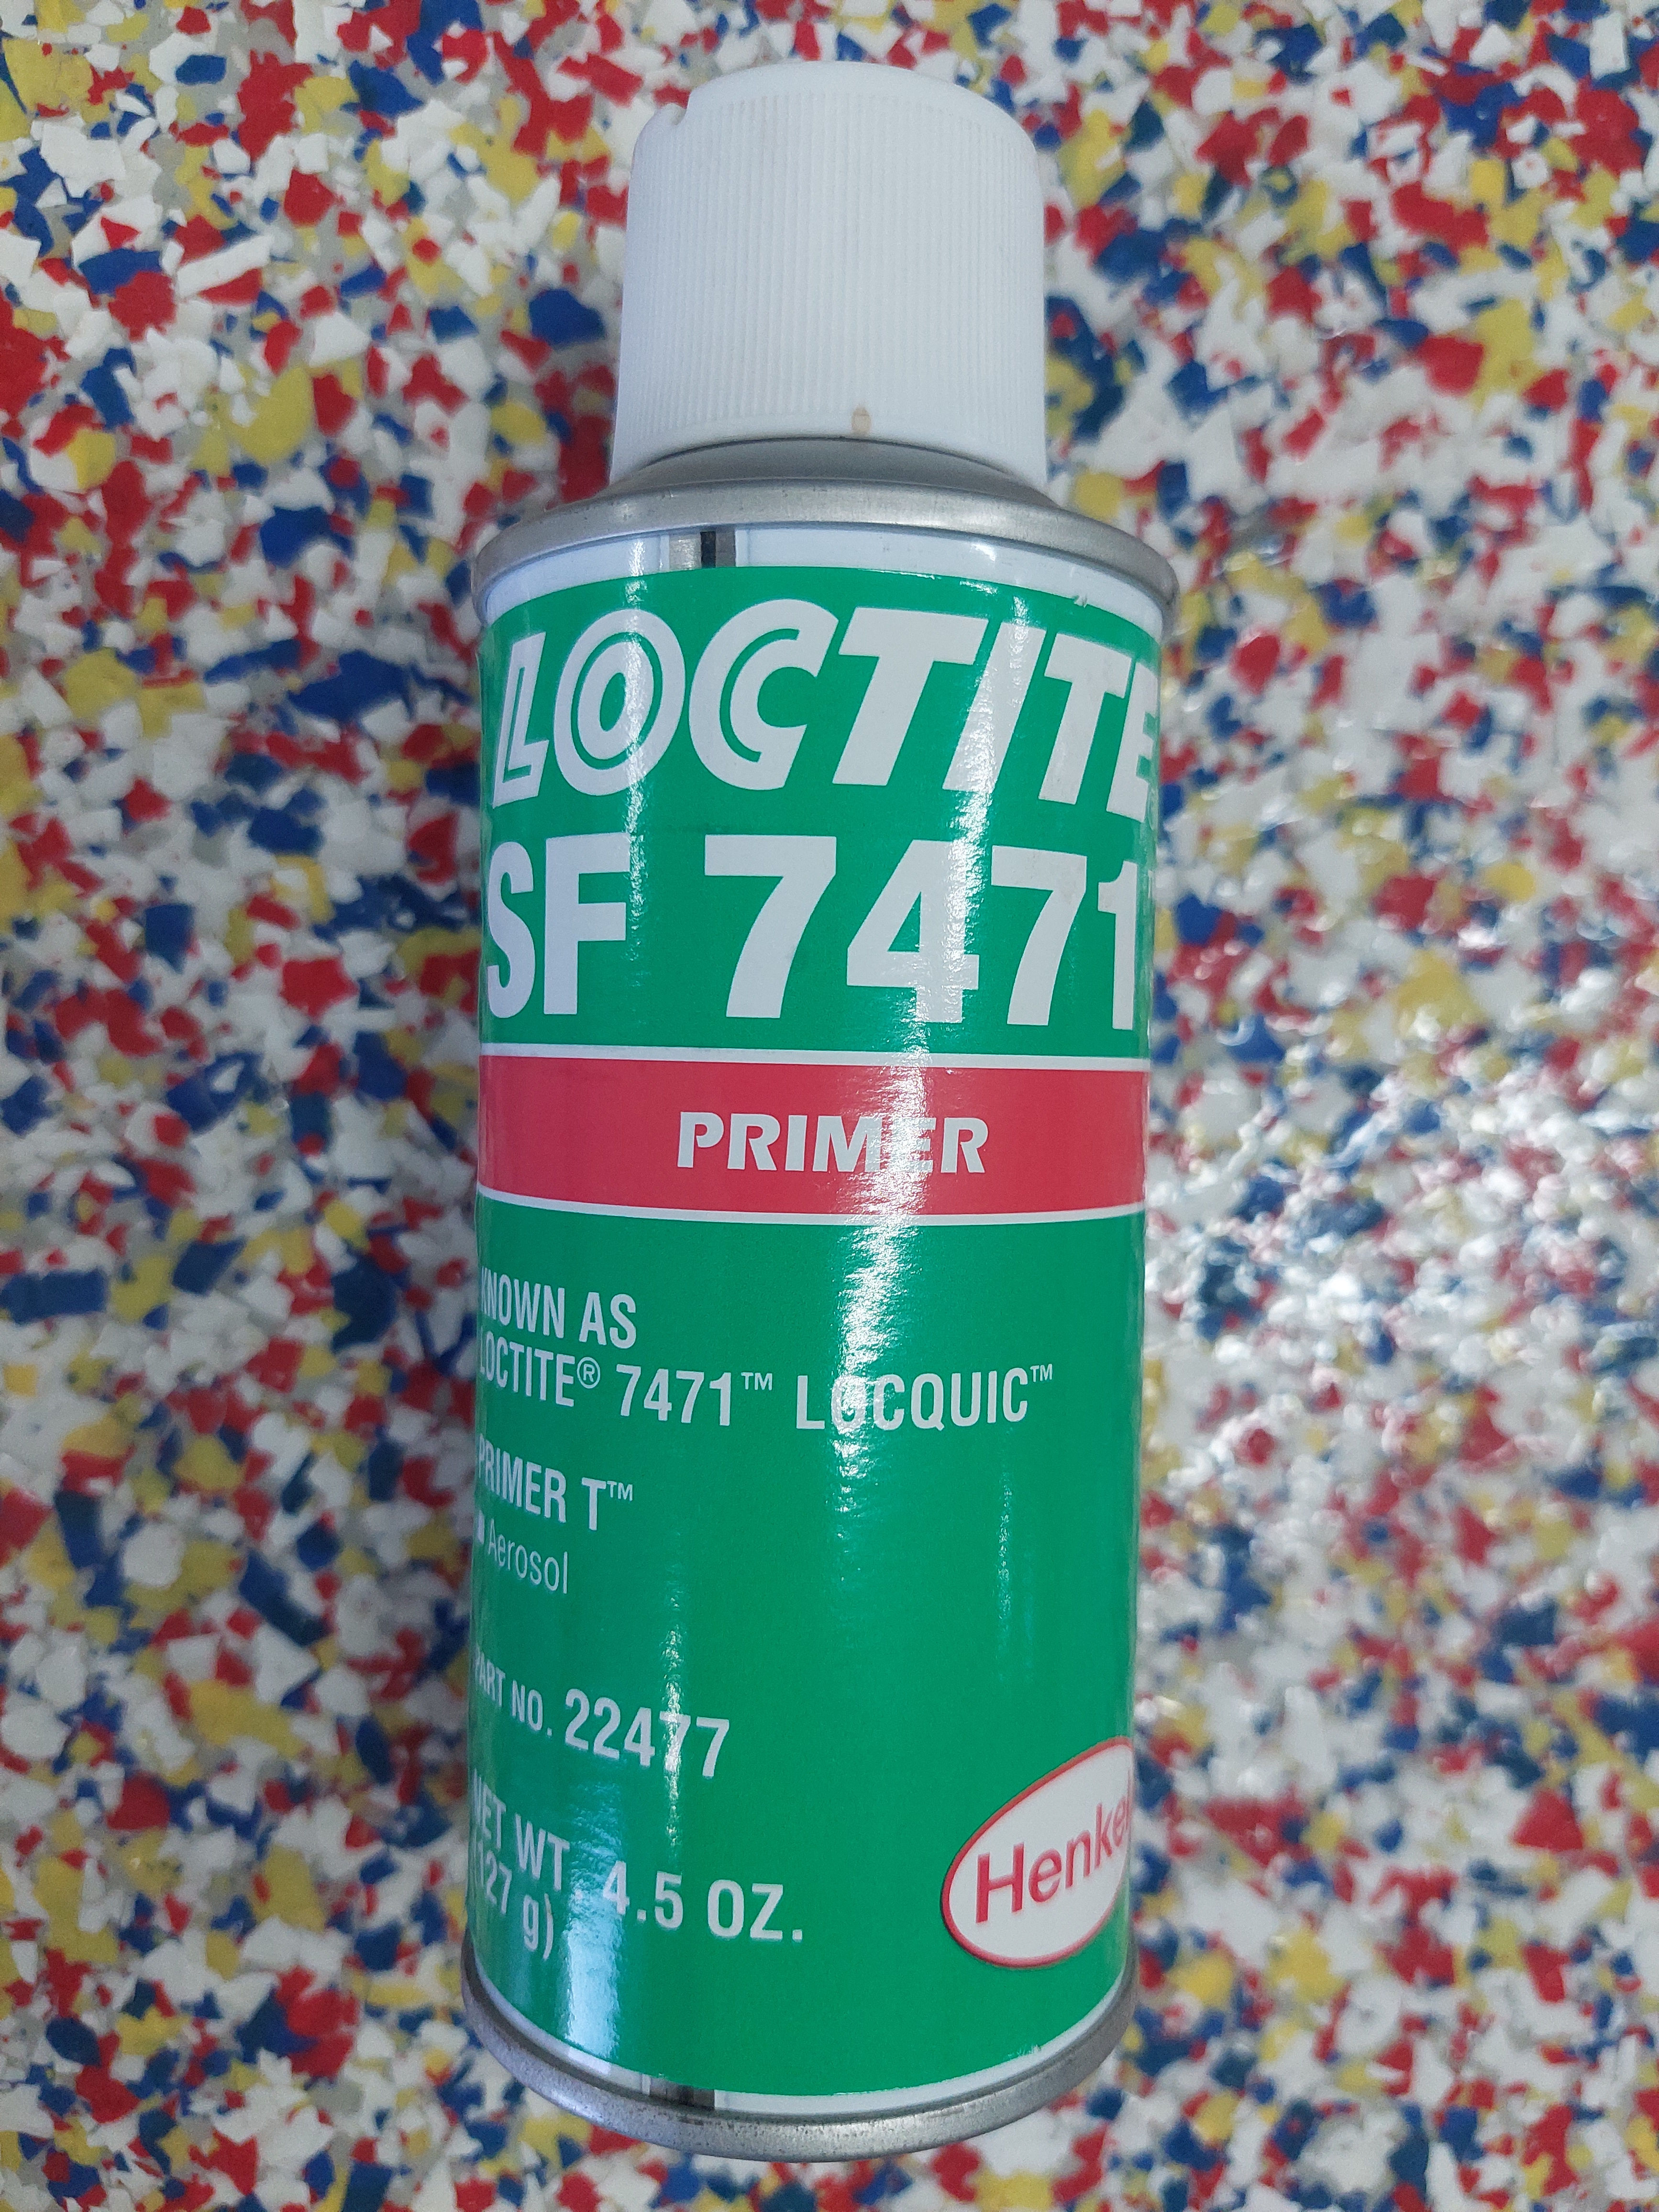 LOCTITE
SF 7471
PRIMER
KNOWN AS
LOCTITE® 7471™ LOCQUIC™
PRIMER T™
Aerosol
PART NO. 22477
NET WT. 4.5 OZ.
(127 g)
Henkel